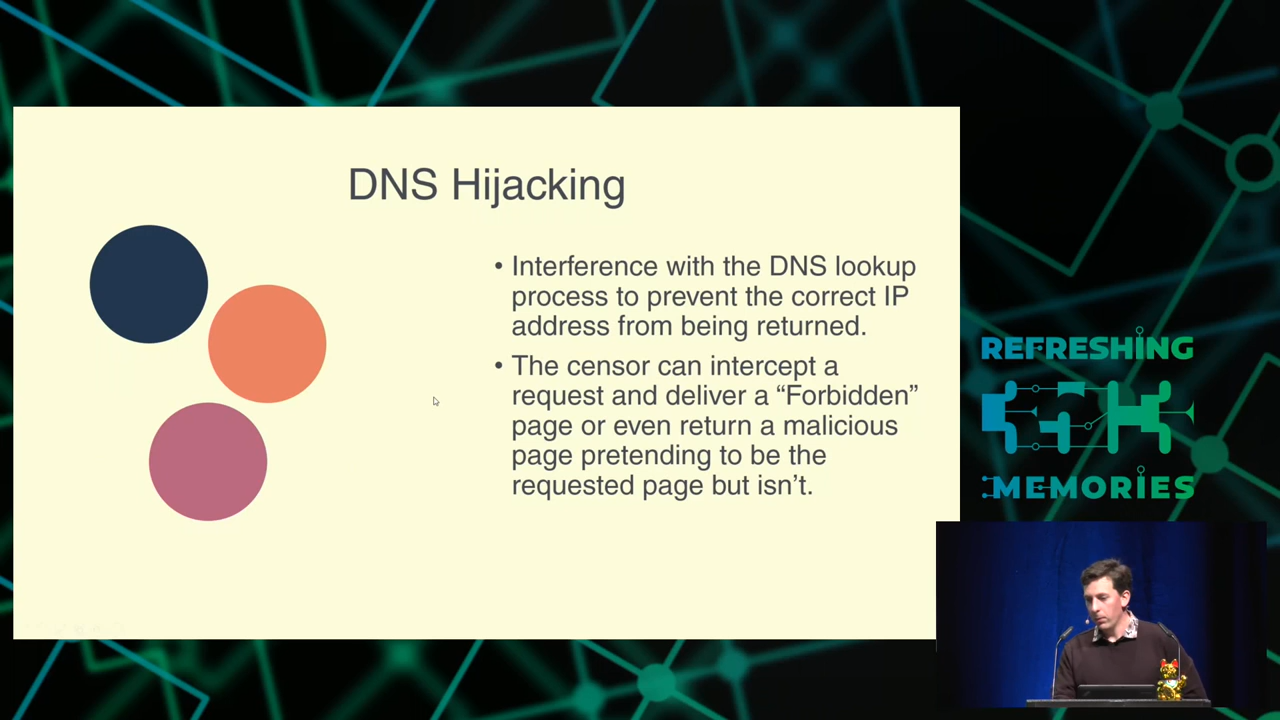 DNS Hijacking
• Interference with the DNS lookup
process to prevent the correct IP
address from being returned.
• The censor can intercept a
request and deliver a “Forbidden”
page or even return a malicious
page pretending to be the
requested page but isn’t.
REFRESHING
MEMORIES